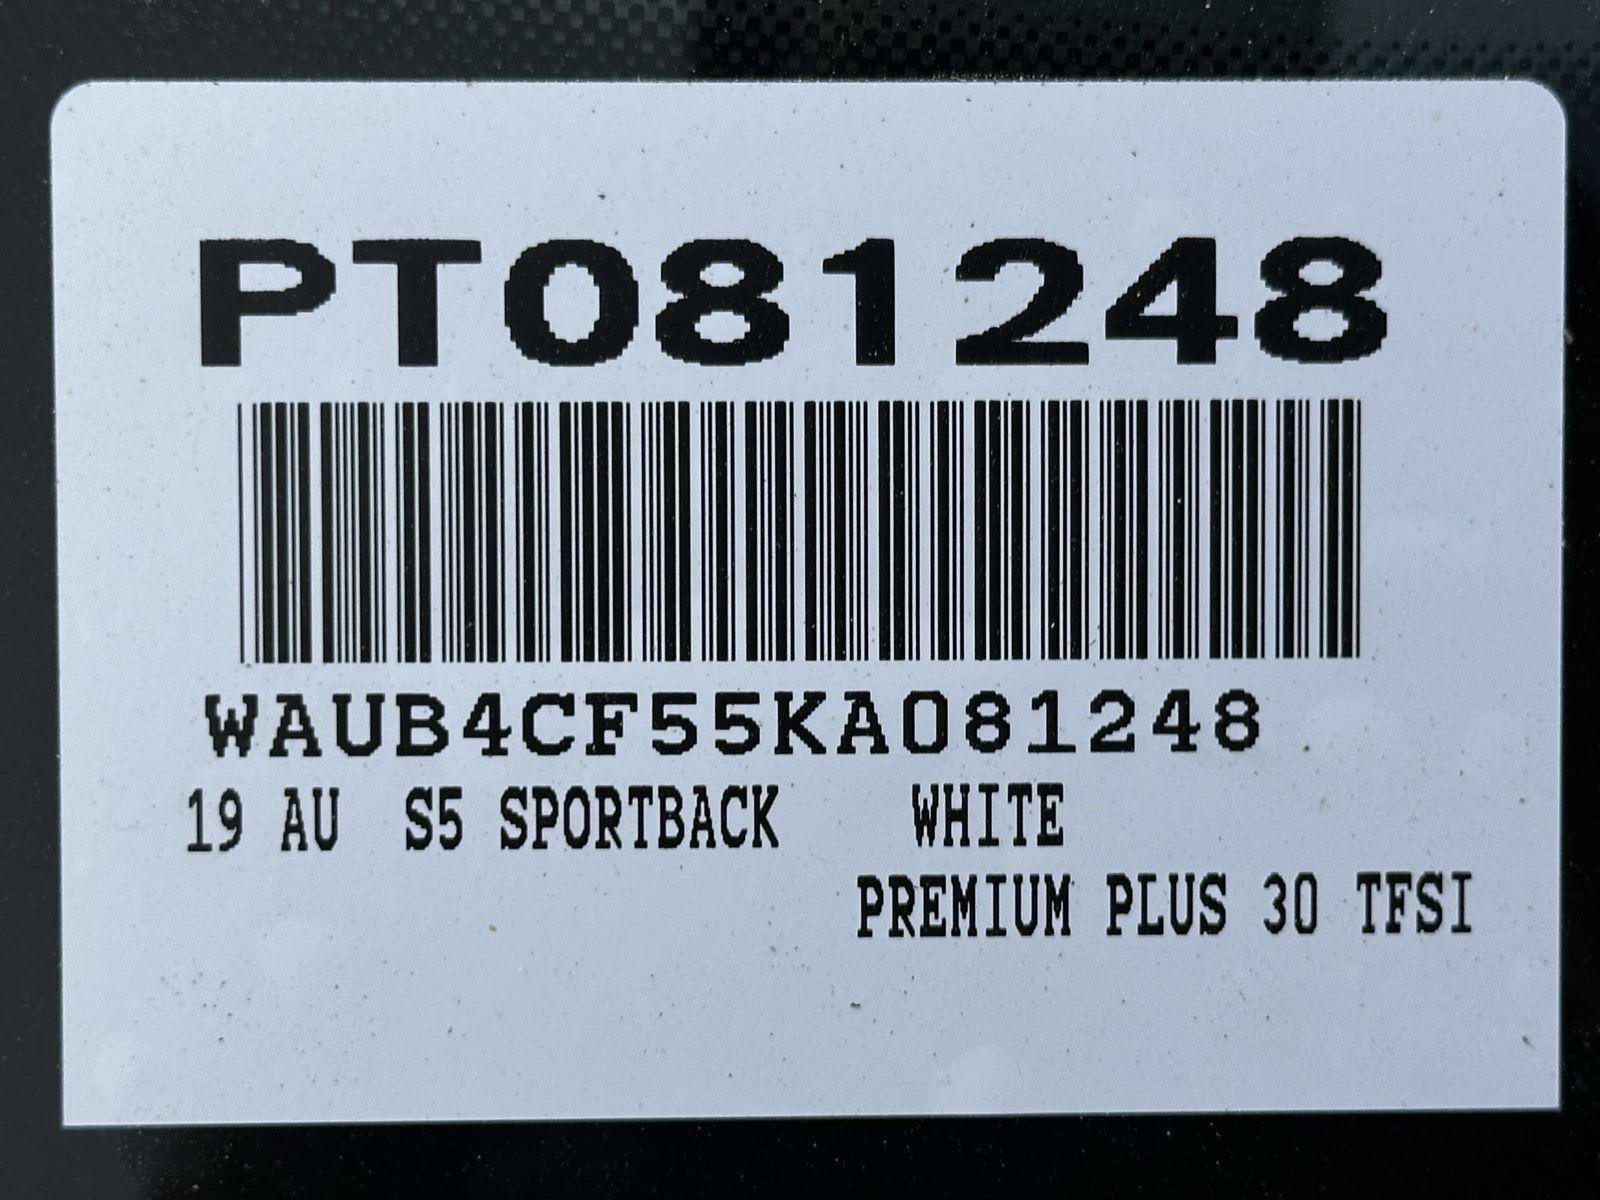 PT081248
WAUB4CF55KA081248
19 AU S5 SPORTBACK WHITE
PREMIUM PLUS 30 TFSI